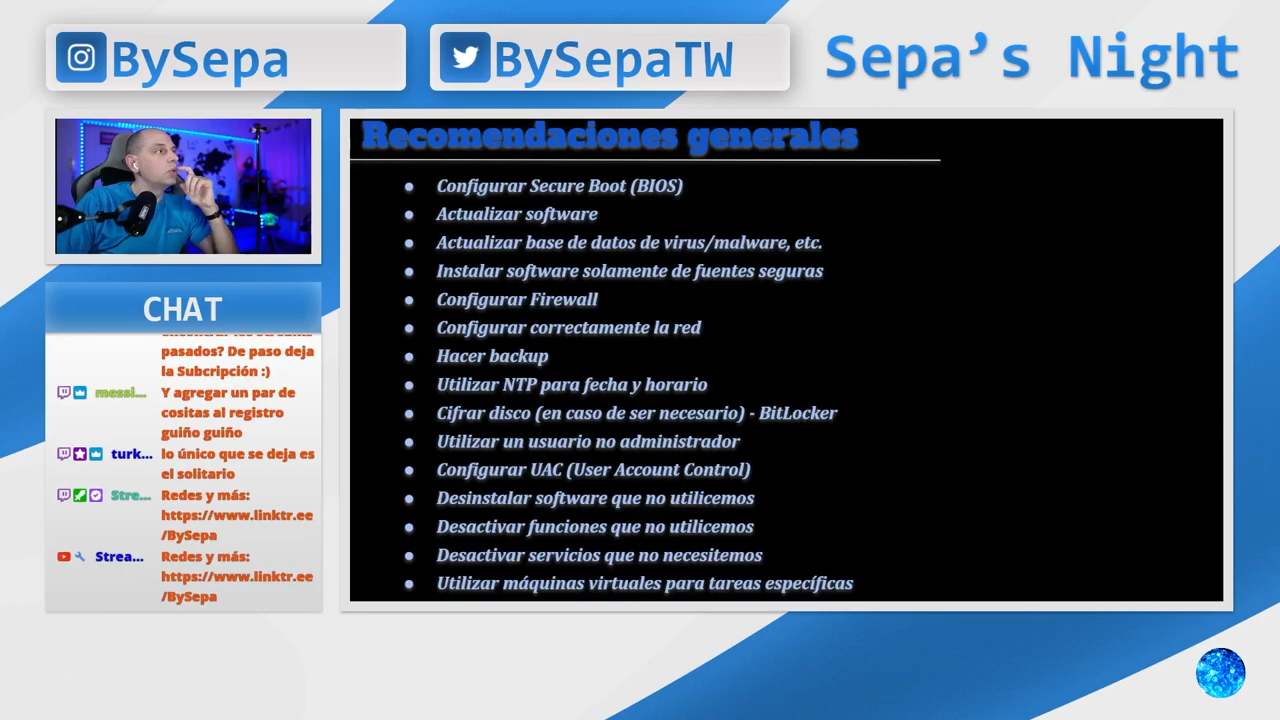 BySepa
BySepaTW
Sepa's Night
Recomendaciones generales
● Configurar Secure Boot (BIOS)
● Actualizar software
● Actualizar base de datos de virus/malware, etc.
● Instalar software solamente de fuentes seguras
● Configurar Firewall
● Configurar correctamente la red
● Hacer backup
● Utilizar NTP para fecha y horario
● Cifrar disco (en caso de ser necesario) - BitLocker
● Utilizar un usuario no administrador
● Configurar UAC (User Account Control)
● Desinstalar software que no utilicemos
● Desactivar funciones que no utilicemos
● Desactivar servicios que no necesitemos
● Utilizar máquinas virtuales para tareas específicas
CHAT
pasados? De paso deja
la Subcripción :)
messi... Y agregar un par de
cositas al registro
guiño guiño
turk... lo único que se deja es
el solitario
Stre... Redes y más:
https://www.linktr.ee
/BySepa
Strea... Redes y más:
https://www.linktr.ee
/BySepa